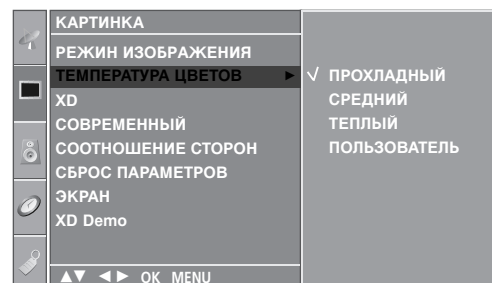 КАРТИНКА
РЕЖИН ИЗОБРАЖЕНИЯ
ТЕМПЕРАТУРА ЦВЕТОВ ►
XD
СОВРЕМЕННЫЙ
СООТНОШЕНИЕ СТОРОН
СБРОС ПАРАМЕТРОВ
ЭКРАН
XD Demo
√ ПРОХЛАДНЫЙ
СРЕДНИЙ
ТЕПЛЫЙ
ПОЛЬЗОВАТЕЛЬ
▲▼ ◄► OK MENU